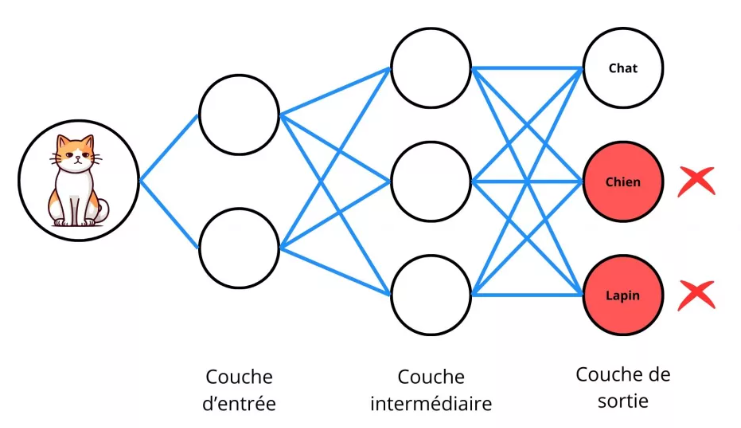 Chat
Chien
Lapin
Couche
d’entrée
Couche
intermédiaire
Couche de
sortie